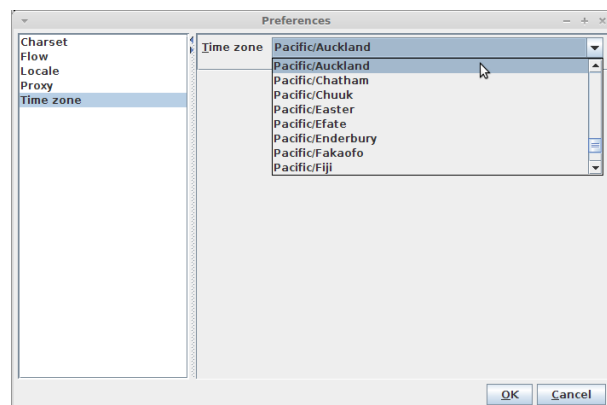 Preferences
Charset
Flow
Locale
Proxy
Time zone
Time zone Pacific/Auckland
Pacific/Auckland
Pacific/Chatham
Pacific/Chuuk
Pacific/Easter
Pacific/Efate
Pacific/Enderbury
Pacific/Fakaofo
Pacific/Fiji
OK Cancel